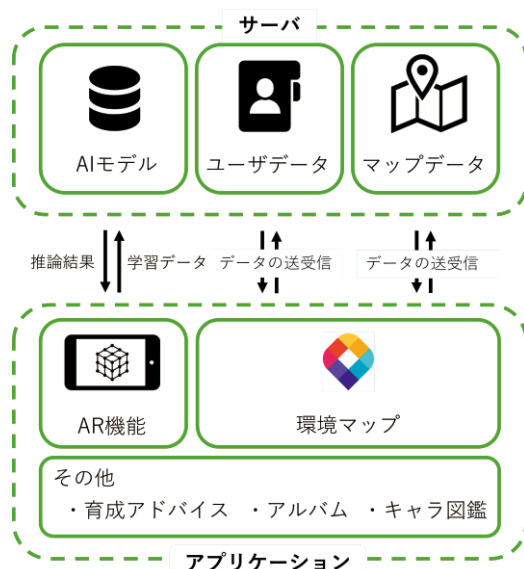 サーバ
AIモデル
ユーザデータ
マップデータ
推論結果
学習データ
データの送受信
データの送受信
AR機能
環境マップ
その他
・育成アドバイス ・アルバム ・キャラ図鑑
アプリケーション